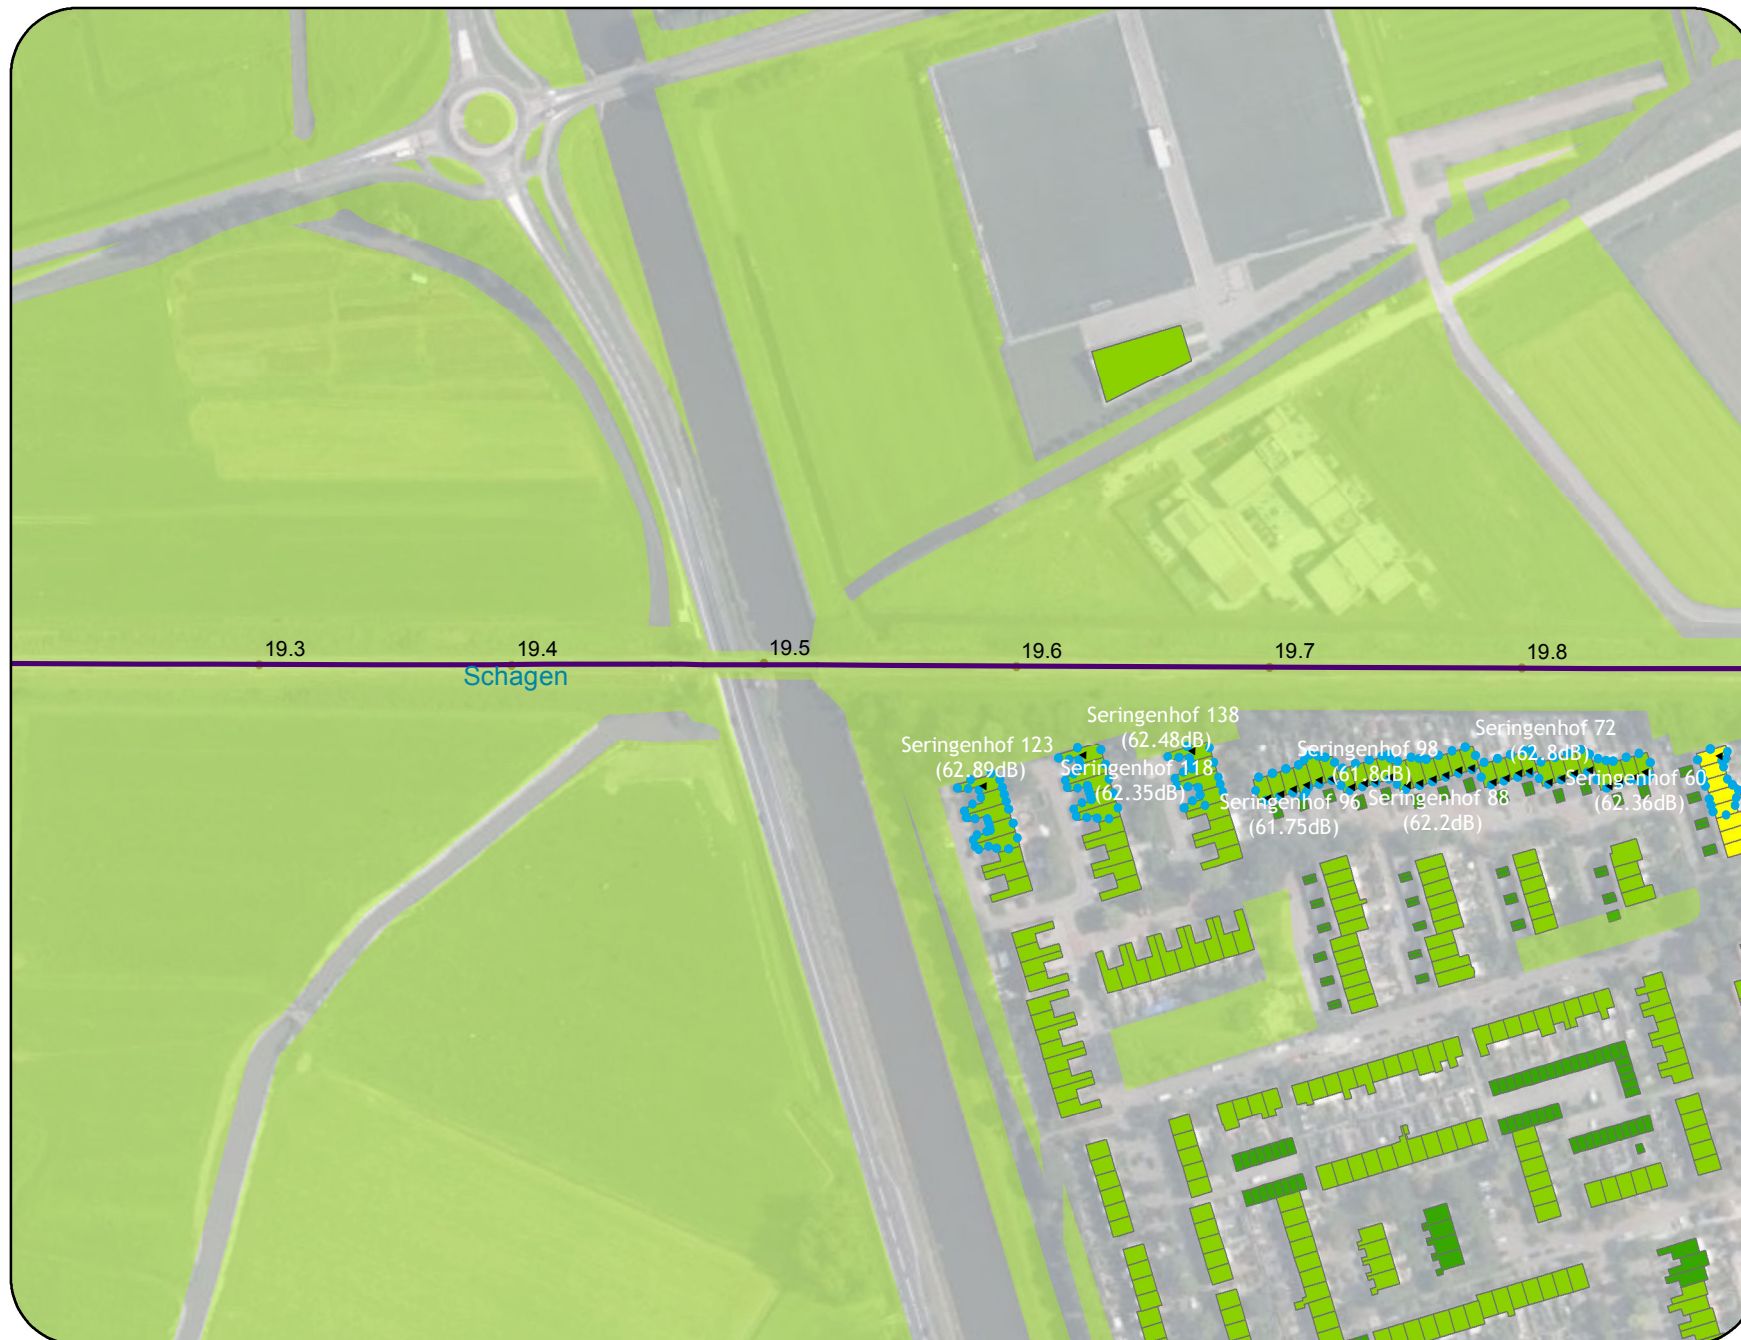 19.3
19.4
19.5
19.6
19.7
19.8
Schagen
Seringenhof 138
(62.48dB)
Seringenhof 72
(62.8dB)
Seringenhof 123
(62.89dB)
Seringenhof 98
(61.8dB)
Seringenhof 118
(62.35dB)
Seringenhof 60
(62.36dB)
Seringenhof 96
(61.75dB)
Seringenhof 88
(62.2dB)